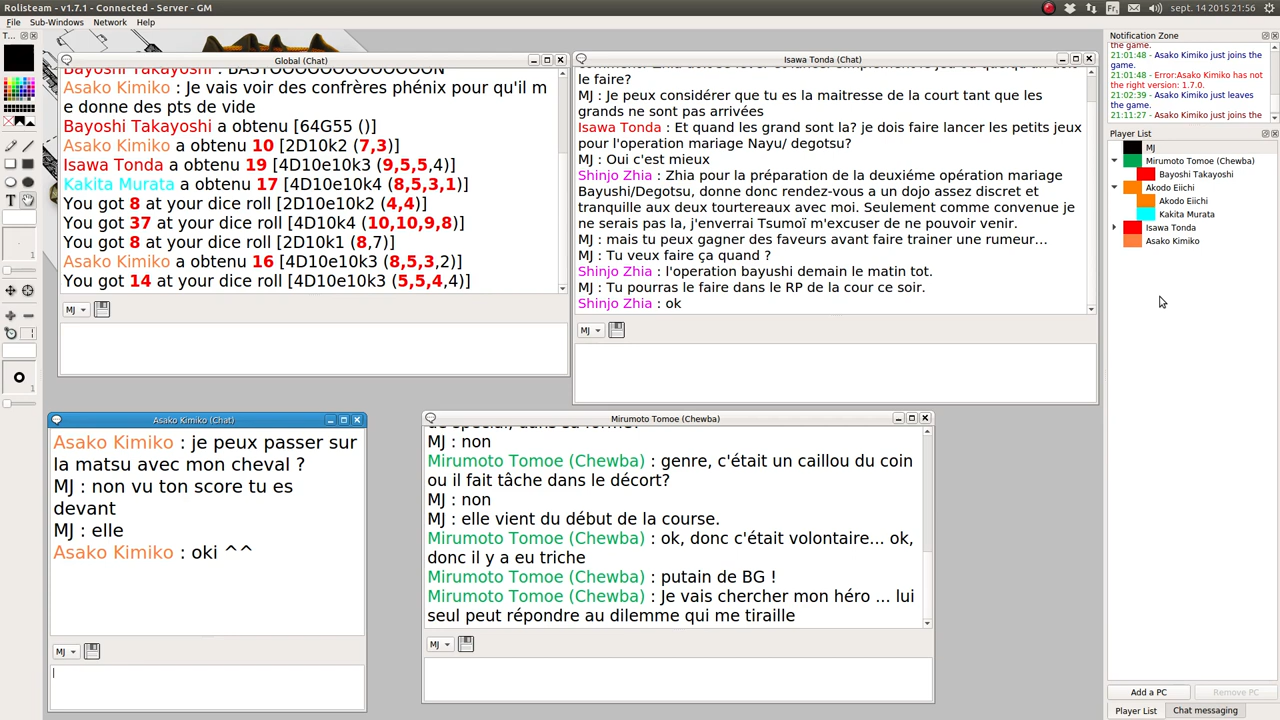 Rolisteam - v1.7.1 - Connected - Server - GM
Fr,
sept. 14 2015 21:56
File Sub-Windows Network Help
T...
1
1
Global (Chat)
Bayoshi Takayoshi : BASTOOOOOOOOOOOON
Asako Kimiko : Je vais voir des confrères phénix pour qu'il m
e donne des pts de vide
Bayoshi Takayoshi a obtenu [64G55 ()]
Asako Kimiko a obtenu 10 [2D10k2 (7,3)]
Isawa Tonda a obtenu 19 [4D10e10k3 (9,5,5,4)]
Kakita Murata a obtenu 17 [4D10e10k4 (8,5,3,1)]
You got 8 at your dice roll [2D10e10k2 (4,4)]
You got 37 at your dice roll [4D10k4 (10,10,9,8)]
You got 8 at your dice roll [2D10k1 (8,7)]
Asako Kimiko a obtenu 16 [4D10e10k3 (8,5,3,2)]
You got 14 at your dice roll [4D10e10k3 (5,5,4,4)]
MJ
Isawa Tonda (Chat)
le faire?
MJ : Je peux considérer que tu es la maitresse de la court tant que les
grands ne sont pas arrivées
Isawa Tonda : Et quand les grand sont la? je dois faire lancer les petits jeux
pour l'operation mariage Nayu/ degotsu?
MJ : Oui c'est mieux
Shinjo Zhia : Zhia pour la préparation de la deuxiéme opération mariage
Bayushi/Degotsu, donne donc rendez-vous a un dojo assez discret et
tranquille aux deux tourtereaux avec moi. Seulement comme convenue je
ne serais pas la, j'enverrai Tsumoï m'excuser de ne pouvoir venir.
MJ : mais tu peux gagner des faveurs avant faire trainer une rumeur...
MJ : Tu veux faire ça quand ?
Shinjo Zhia : l'operation bayushi demain le matin tot.
MJ : Tu pourras le faire dans le RP de la cour ce soir.
Shinjo Zhia : ok
MJ
Asako Kimiko (Chat)
Asako Kimiko : je peux passer sur
la matsu avec mon cheval ?
MJ : non vu ton score tu es
devant
MJ : elle
Asako Kimiko : oki ^^
MJ
Mirumoto Tomoe (Chewba)
MJ : non
Mirumoto Tomoe (Chewba) : genre, c'était un caillou du coin
ou il fait tâche dans le décort?
MJ : non
MJ : elle vient du début de la course.
Mirumoto Tomoe (Chewba) : ok, donc c'était volontaire... ok,
donc il y a eu triche
Mirumoto Tomoe (Chewba) : putain de BG !
Mirumoto Tomoe (Chewba) : Je vais chercher mon héro ... lui
seul peut répondre au dilemme qui me tiraille
MJ
Notification Zone
the game.
21:01:48 - Asako Kimiko just joins the
game.
21:01:48 - Error:Asako Kimiko has not
the right version: 1.7.0.
21:02:39 - Asako Kimiko just leaves
the game.
21:11:27 - Asako Kimiko just joins the
Player List
MJ
Mirumoto Tomoe (Chewba)
Bayoshi Takayoshi
Akodo Eiichi
Akodo Eiichi
Kakita Murata
Isawa Tonda
Asako Kimiko
Add a PC Remove PC
Player List Chat messaging